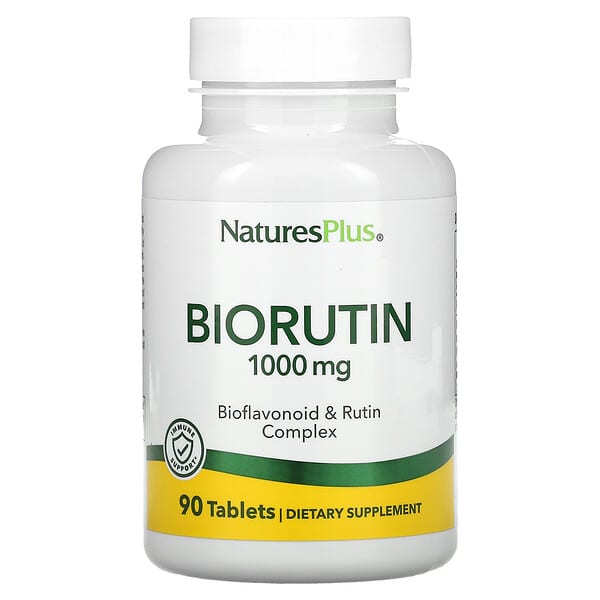 NaturesPlus®
BIORUTIN
1000 mg
Bioflavonoid & Rutin
Complex
IMMUNE
SUPPORT*
90 Tablets | DIETARY SUPPLEMENT